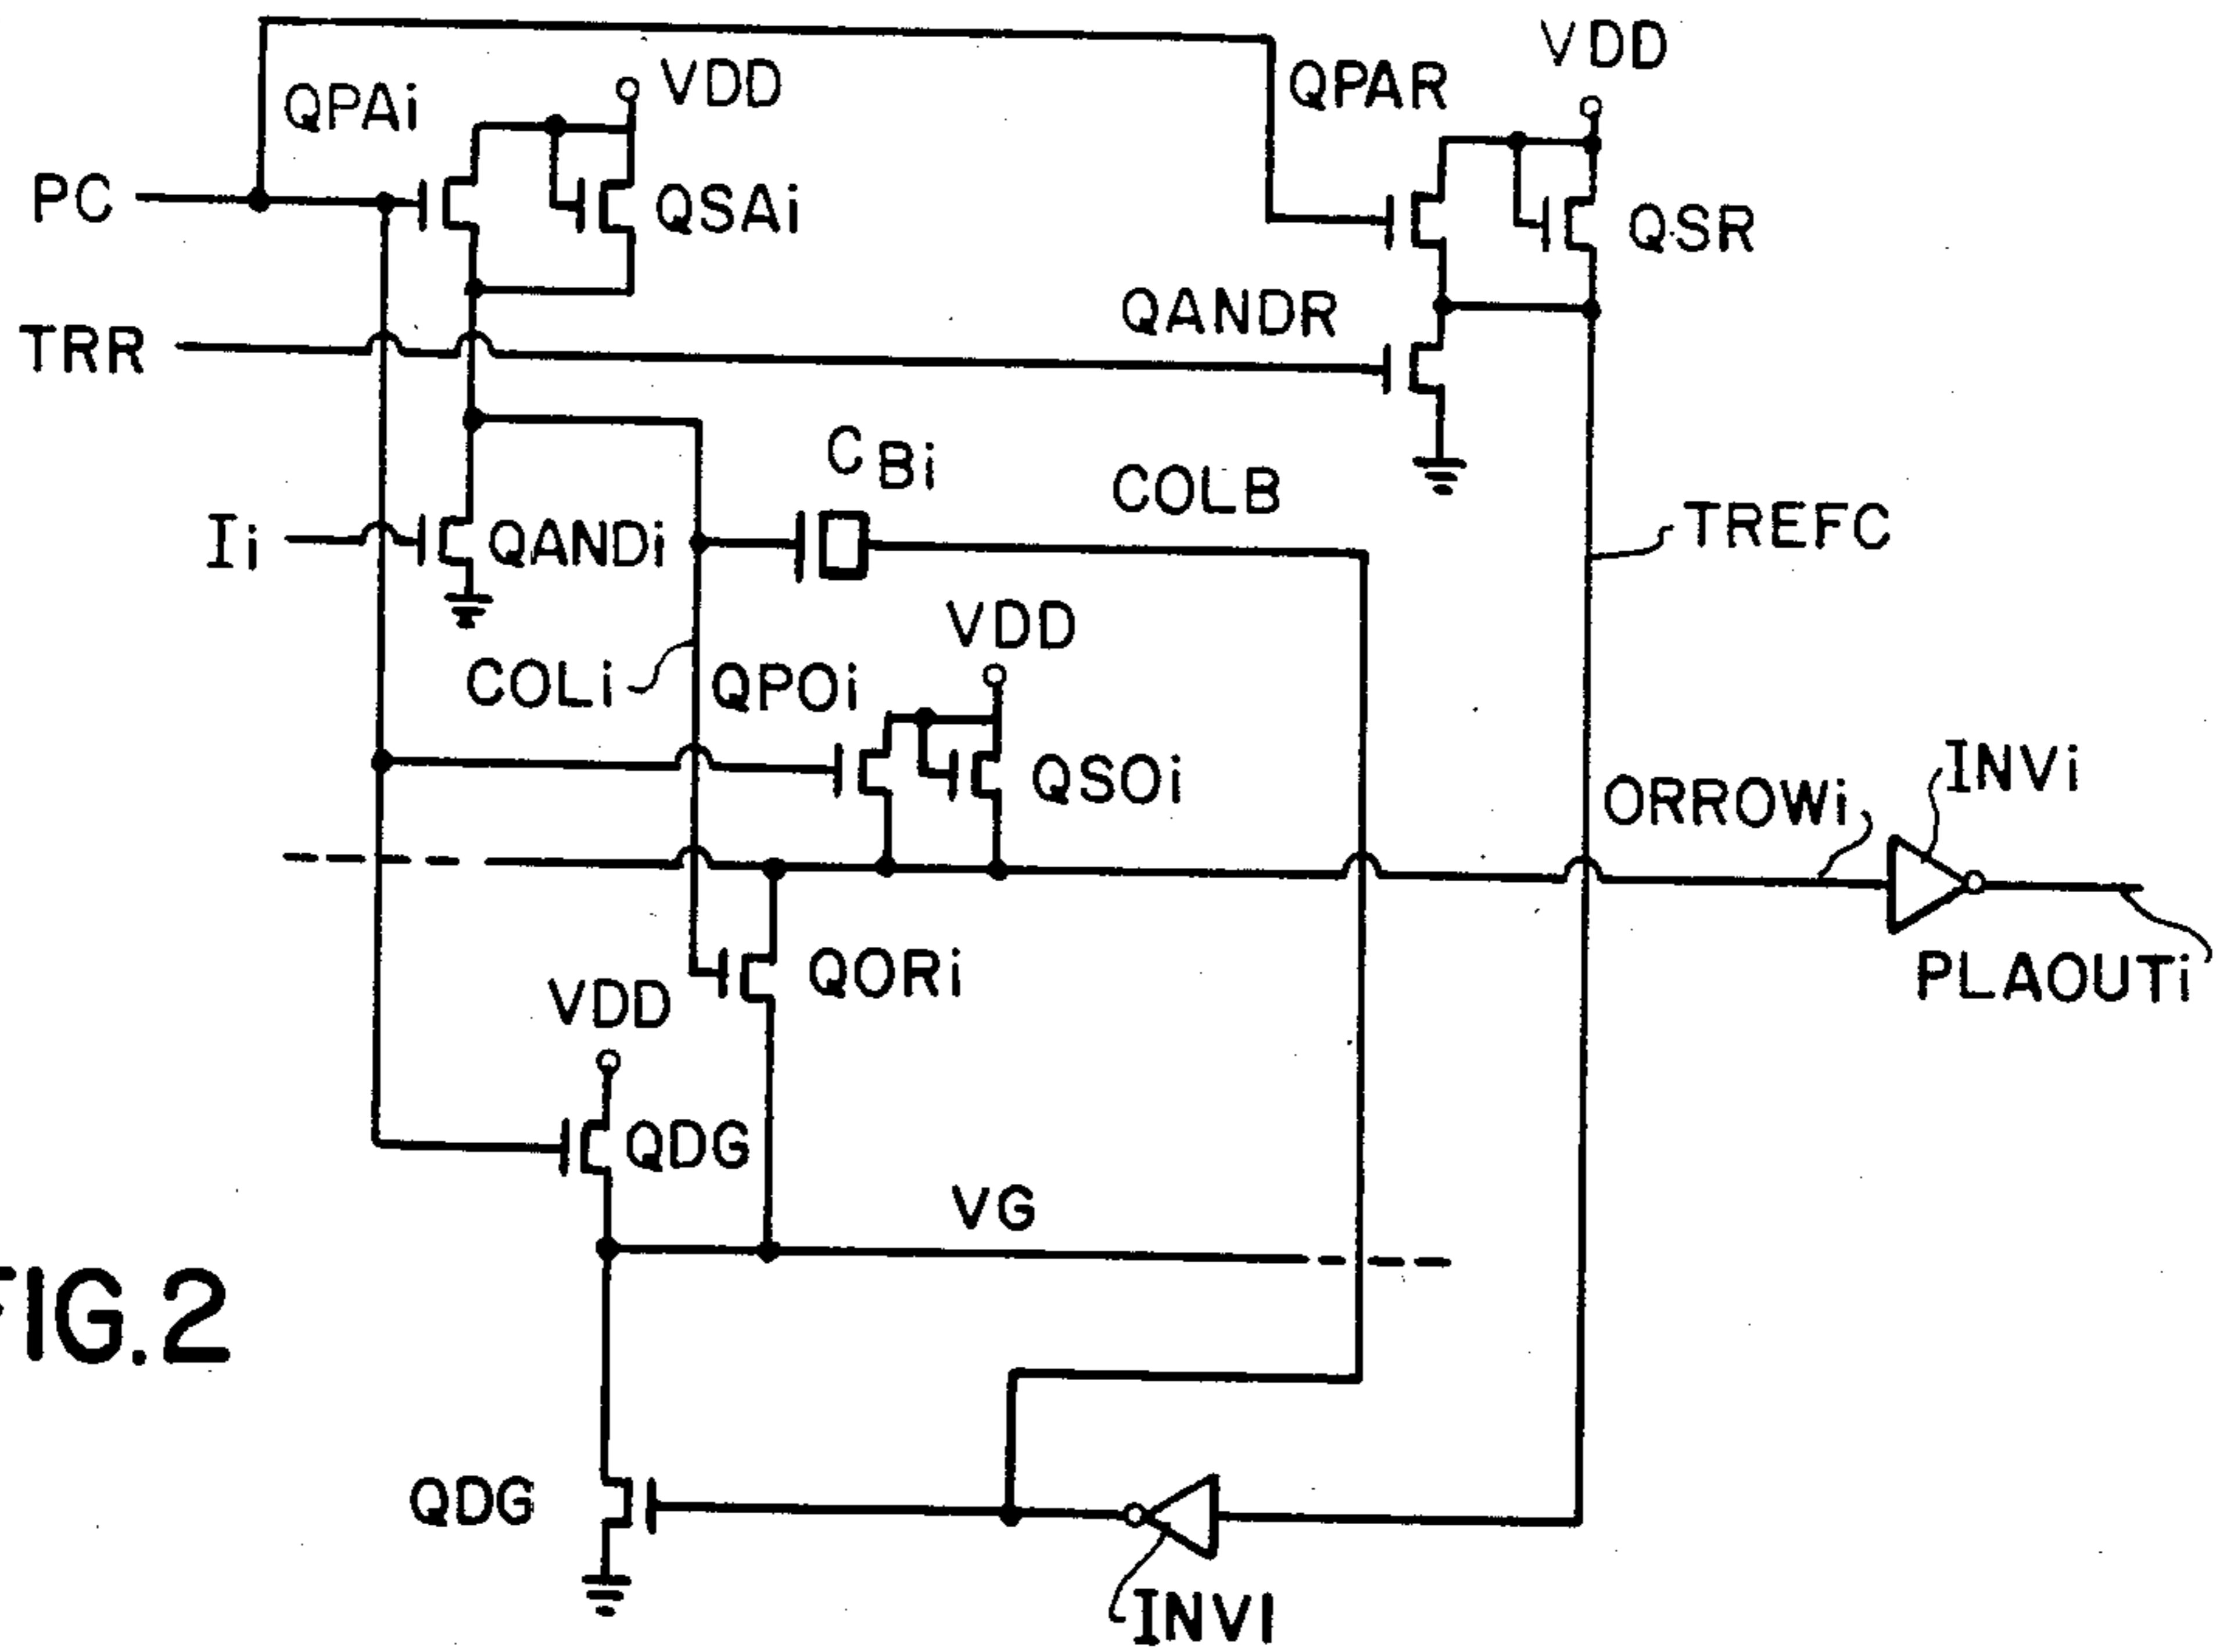 VDD
QPAi
VDD
QPAR
PC
QSAi
QSR
QANDR
TRR
CBi
COLB
Ii
QANDi
TREFC
VDD
COLi
QPOi
QSOi
INVi
ORROWi
QORi
PLAOUTi
VDD
QDG
VG
FIG.2
QDG
INVI